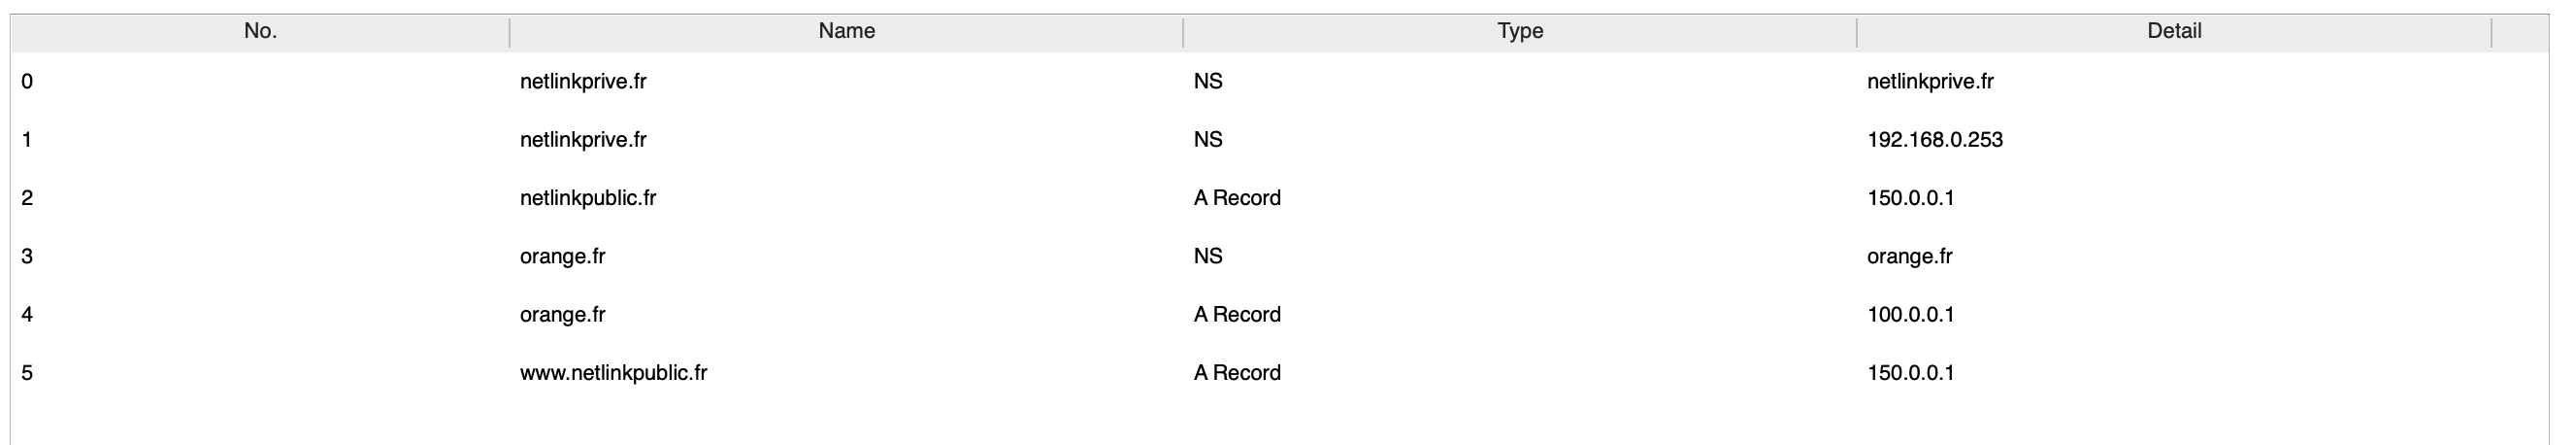 No. Name Type Detail
0 netlinkprive.fr NS netlinkprive.fr
1 netlinkprive.fr NS 192.168.0.253
2 netlinkpublic.fr A Record 150.0.0.1
3 orange.fr NS orange.fr
4 orange.fr A Record 100.0.0.1
5 www.netlinkpublic.fr A Record 150.0.0.1